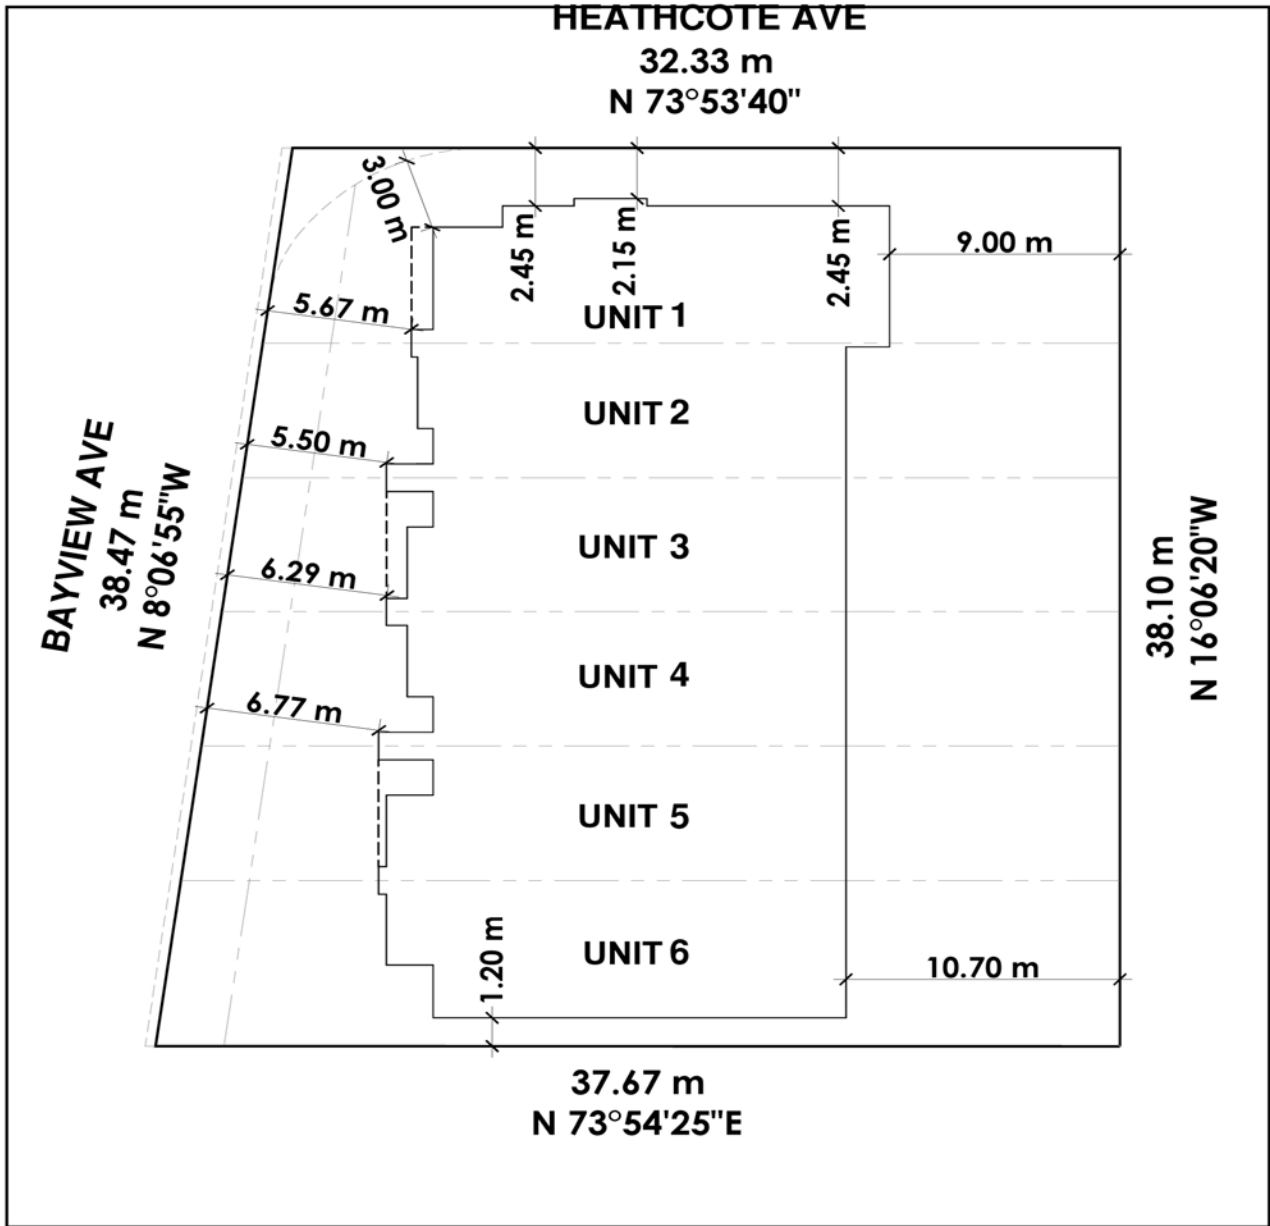 HEATHCOTE AVE
32.33 m
N 73°53'40"
3.00 m
2.45 m
2.15 m
2.45 m
9.00 m
5.67 m
UNIT 1
UNIT 2
5.50 m
BAYVIEW AVE
38.47 m
N 8°06'55"W
UNIT 3
6.29 m
38.10 m
N 16°06'20"W
UNIT 4
6.77 m
UNIT 5
1.20 m
UNIT 6
10.70 m
37.67 m
N 73°54'25"E